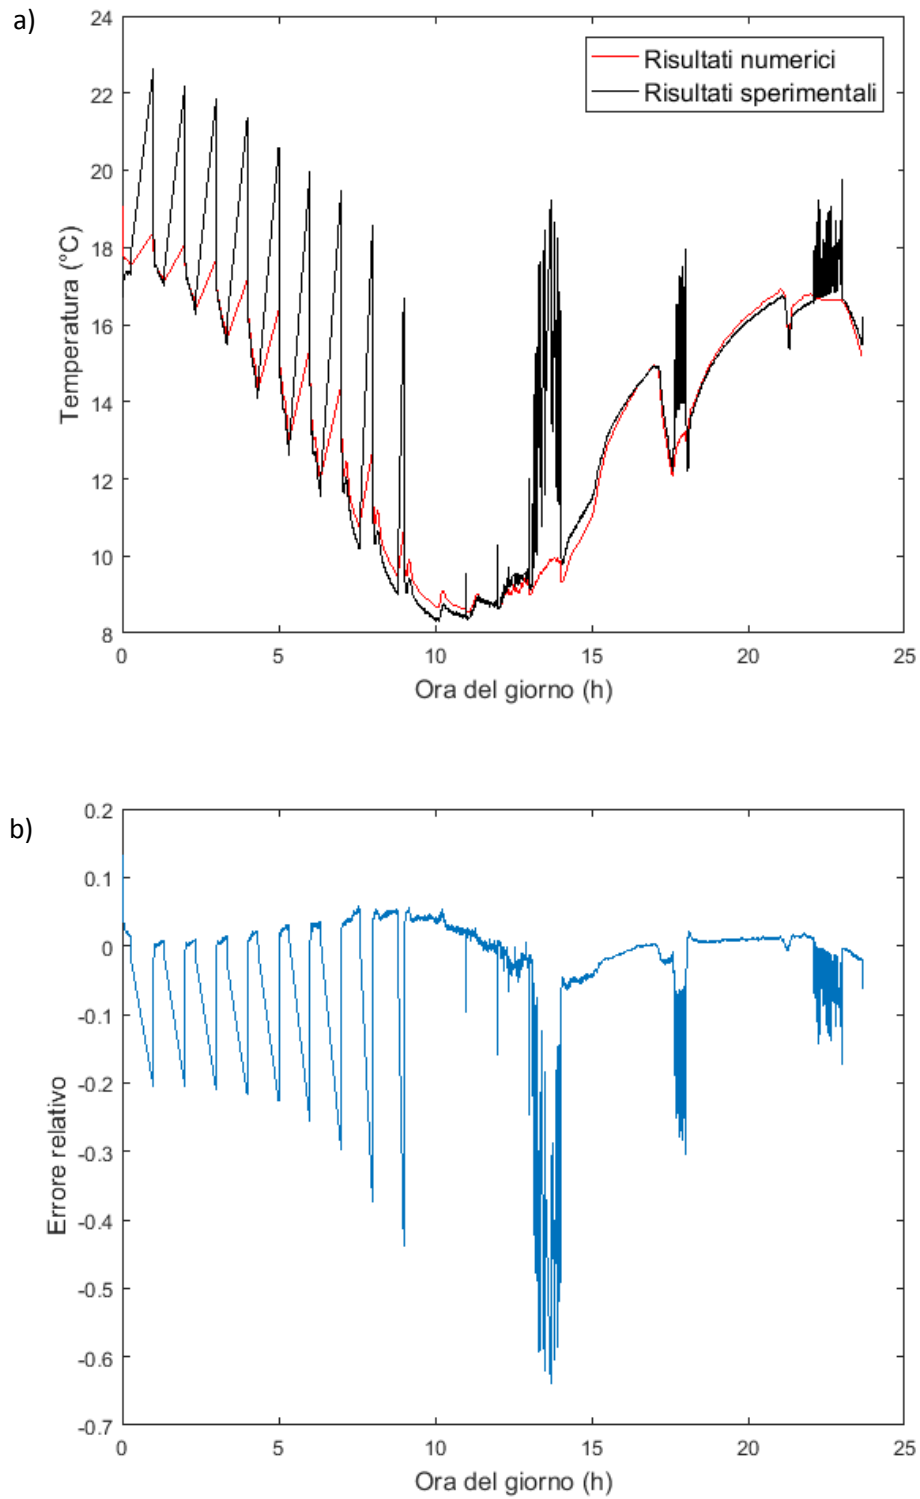 a)
24
22
20
18
16
14
12
10
8
Temperatura (°C)
Risultati numerici
Risultati sperimentali
0 5 10 15 20 25
Ora del giorno (h)
b)
0.2
0.1
0
-0.1
-0.2
-0.3
-0.4
-0.5
-0.6
-0.7
Errore relativo
0 5 10 15 20 25
Ora del giorno (h)